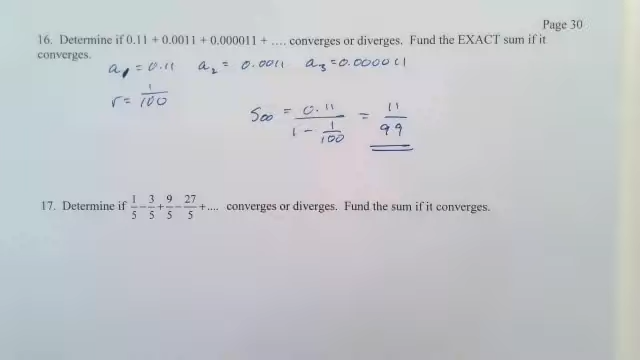 Page 30
16. Determine if 0.11 + 0.0011 + 0.000011 + .... converges or diverges. Fund the EXACT sum if it
converges.
a₁ = 0.11 a₂ = 0.0011 a₃ = 0.000011
r = 1/100
S∞ = 0.11/(1 - 1/100) = 11/99
17. Determine if 1/5 - 3/5 + 9/5 - 27/5 + .... converges or diverges. Fund the sum if it converges.